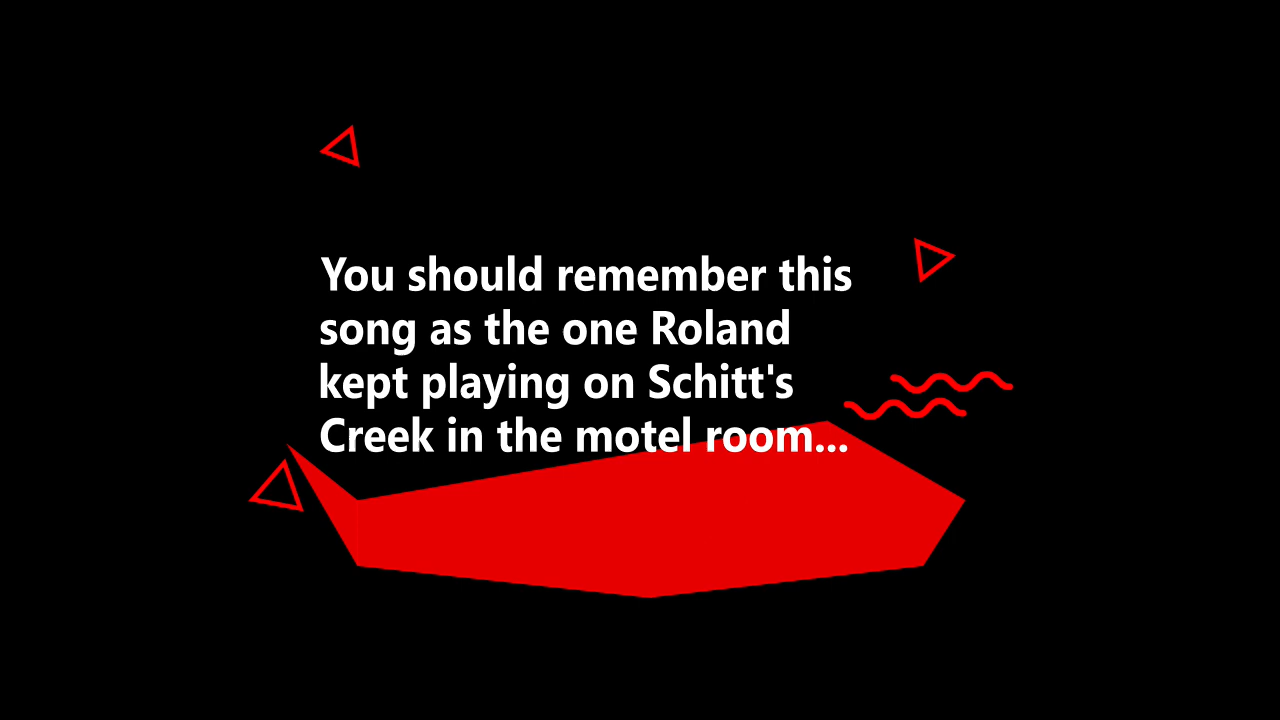 You should remember this
song as the one Roland
kept playing on Schitt's
Creek in the motel room...